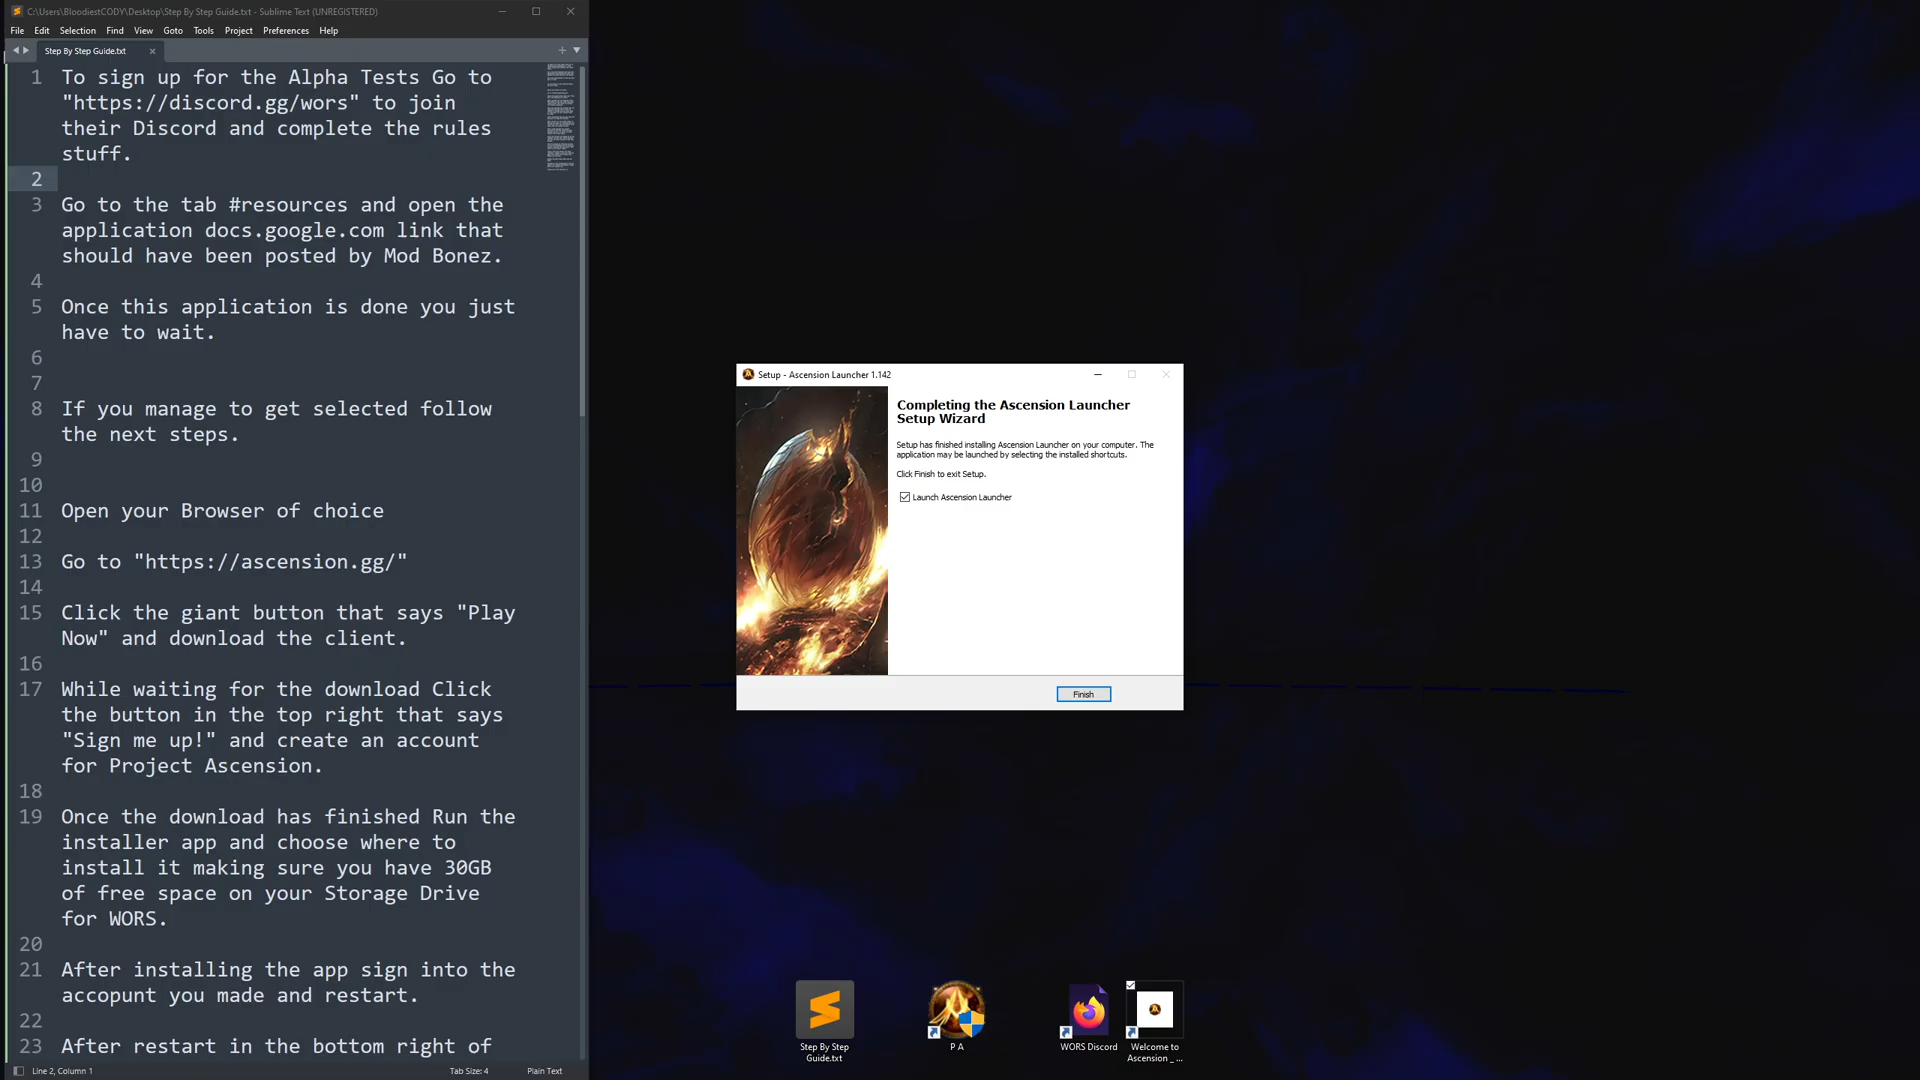 C:\Users\BloodiestCODY\Desktop\Step By Step Guide.txt - Sublime Text (UNREGISTERED)
File Edit Selection Find View Goto Tools Project Preferences Help
Step By Step Guide.txt
1 To sign up for the Alpha Tests Go to
"https://discord.gg/wors" to join
their Discord and complete the rules
stuff.
2
3 Go to the tab #resources and open the
application docs.google.com link that
should have been posted by Mod Bonez.
4
5 Once this application is done you just
have to wait.
6
7
8 If you manage to get selected follow
the next steps.
9
10
11 Open your Browser of choice
12
13 Go to "https://ascension.gg/"
14
15 Click the giant button that says "Play
Now" and download the client.
16
17 While waiting for the download Click
the button in the top right that says
"Sign me up!" and create an account
for Project Ascension.
18
19 Once the download has finished Run the
installer app and choose where to
install it making sure you have 30GB
of free space on your Storage Drive
for WORS.
20
21 After installing the app sign into the
accopunt you made and restart.
22
23 After restart in the bottom right of
Line 2, Column 1
Tab Size: 4
Plain Text
Setup - Ascension Launcher 1.142
Completing the Ascension Launcher
Setup Wizard
Setup has finished installing Ascension Launcher on your computer. The
application may be launched by selecting the installed shortcuts.
Click Finish to exit Setup.
Launch Ascension Launcher
Finish
Step By Step
Guide.txt
P A
WORS Discord
Welcome to
Ascension _ ...